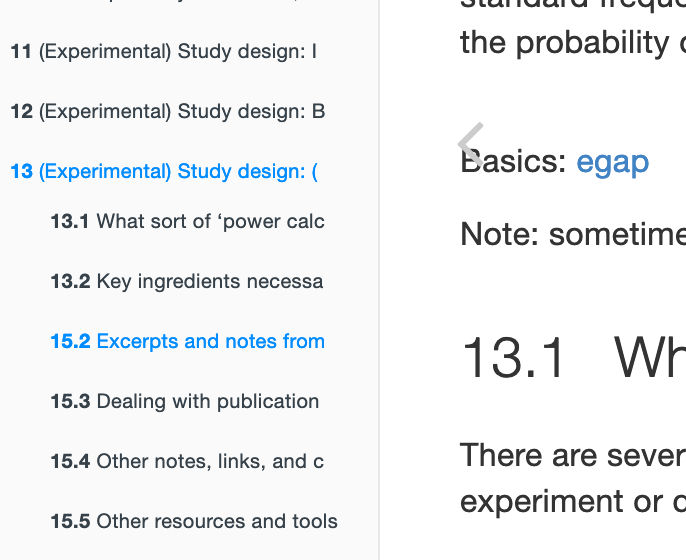 11 (Experimental) Study design: I
12 (Experimental) Study design: B
13 (Experimental) Study design: (
13.1 What sort of ‘power calc
13.2 Key ingredients necessa
15.2 Excerpts and notes from
15.3 Dealing with publication
15.4 Other notes, links, and c
15.5 Other resources and tools
standard freque
the probability
Basics: egap
Note: sometime
13.1 Wh
There are sever
experiment or